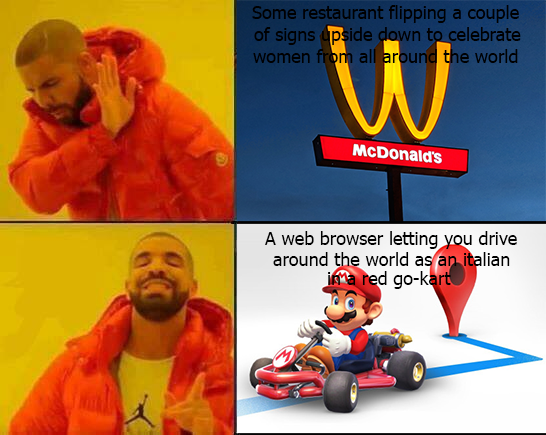 Some restaurant flipping a couple
of signs upside down to celebrate
women from all around the world
McDonald's
A web browser letting you drive
around the world as an italian
in a red go-kart
M
M